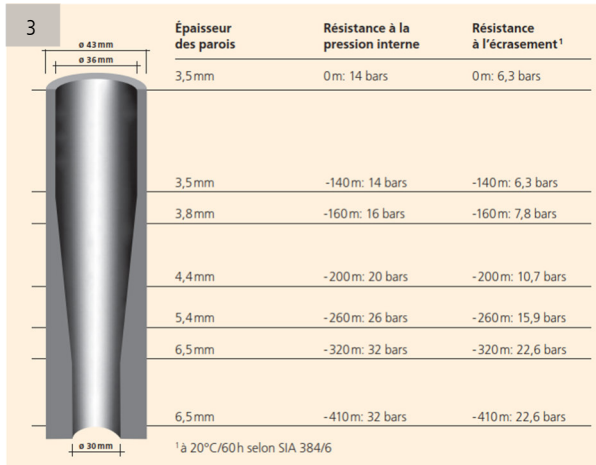 3
ø 43 mm
ø 36 mm
Épaisseur des parois
Résistance à la pression interne
Résistance à l'écrasement¹
3,5 mm 0 m: 14 bars 0 m: 6,3 bars
3,5 mm -140 m: 14 bars -140 m: 6,3 bars
3,8 mm -160 m: 16 bars -160 m: 7,8 bars
4,4 mm -200 m: 20 bars -200 m: 10,7 bars
5,4 mm -260 m: 26 bars -260 m: 15,9 bars
6,5 mm -320 m: 32 bars -320 m: 22,6 bars
6,5 mm -410 m: 32 bars -410 m: 22,6 bars
ø 30 mm
¹ à 20°C/60 h selon SIA 384/6